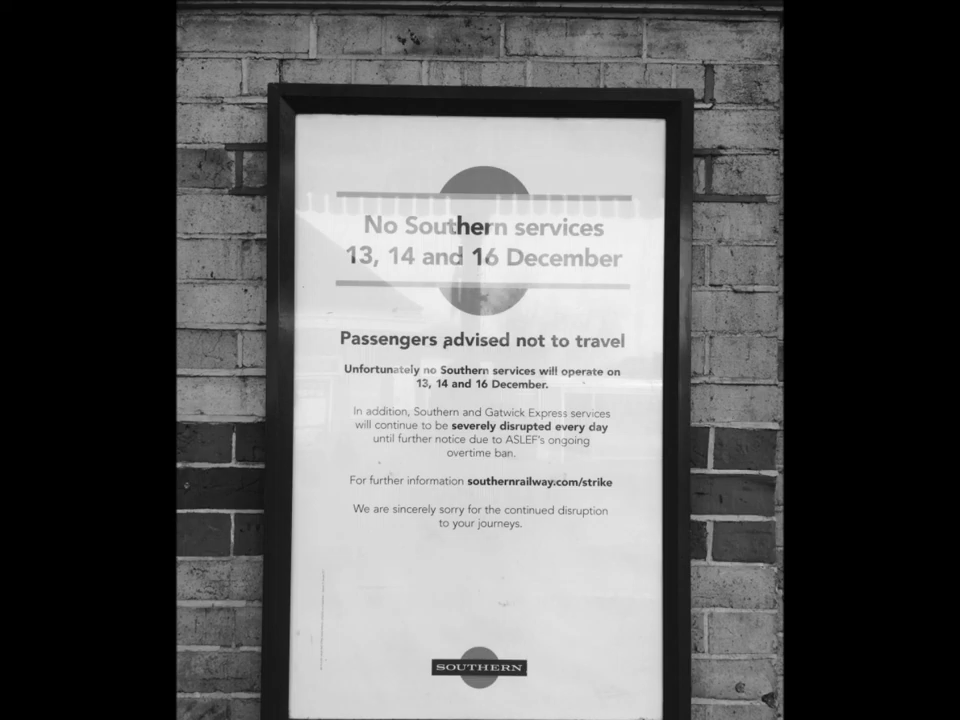 No Southern services
13, 14 and 16 December
Passengers advised not to travel
Unfortunately no Southern services will operate on
13, 14 and 16 December.
In addition, Southern and Gatwick Express services
will continue to be severely disrupted every day
until further notice due to ASLEF's ongoing
overtime ban.
For further information southernrailway.com/strike
We are sincerely sorry for the continued disruption
to your journeys.
SOUTHERN